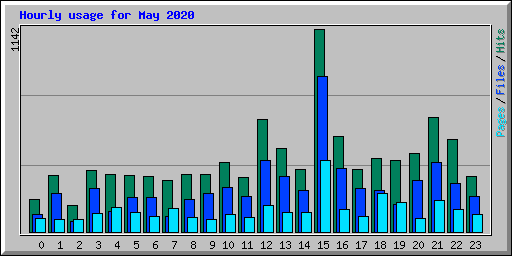 Hourly usage for May 2020
1142
Pages/Files/Hits
0 1 2 3 4 5 6 7 8 9 10 11 12 13 14 15 16 17 18 19 20 21 22 23